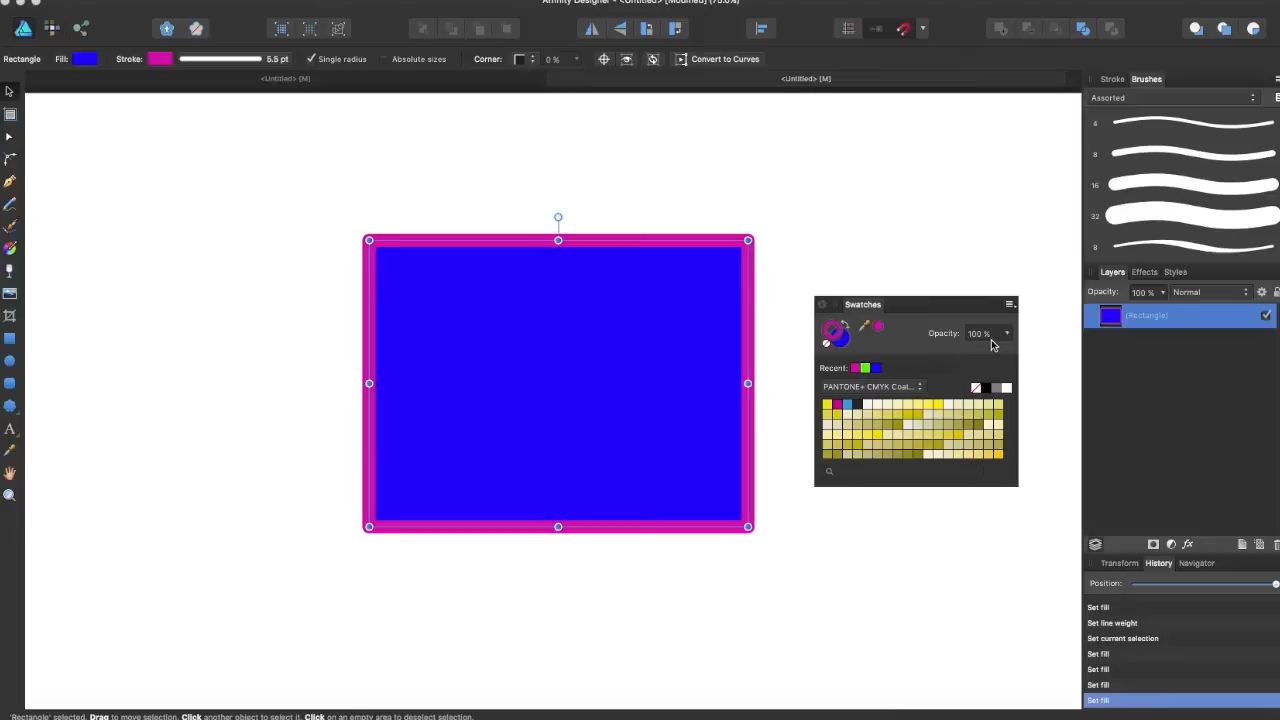 Affinity Designer - <Untitled> [Modified] (75.0%)
Rectangle Fill: Stroke: 5.5 pt Single radius Absolute sizes Corner: 0 % Convert to Curves
<Untitled> [M] <Untitled> [M]
Stroke Brushes
Assorted
4
8
16
32
8
Layers Effects Styles
Opacity: 100 % Normal
(Rectangle)
Swatches
Opacity: 100 %
Recent:
PANTONE+ CMYK Coat...
Transform History Navigator
Position:
Set fill
Set line weight
Set current selection
Set fill
Set fill
Set fill
Set fill
'Rectangle' selected. Drag to move selection. Click another object to select it. Click on an empty area to deselect selection.